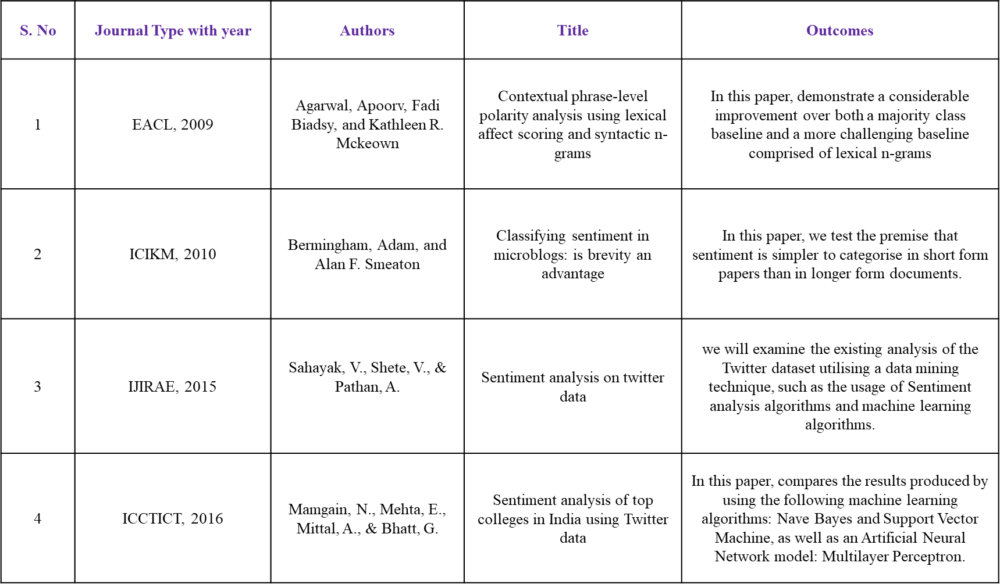 S. No
Journal Type with year
Authors
Title
Outcomes
1
EACL, 2009
Agarwal, Apoorv, Fadi
Biadsy, and Kathleen R.
Mckeown
Contextual phrase-level
polarity analysis using lexical
affect scoring and syntactic n-
grams
In this paper, demonstrate a considerable
improvement over both a majority class
baseline and a more challenging baseline
comprised of lexical n-grams
2
ICIKM, 2010
Bermingham, Adam, and
Alan F. Smeaton
Classifying sentiment in
microblogs: is brevity an
advantage
In this paper, we test the premise that
sentiment is simpler to categorise in short form
papers than in longer form documents.
3
IJIRAE, 2015
Sahayak, V., Shete, V., &
Pathan, A.
Sentiment analysis on twitter
data
we will examine the existing analysis of the
Twitter dataset utilising a data mining
technique, such as the usage of Sentiment
analysis algorithms and machine learning
algorithms.
4
ICCTICT, 2016
Mamgain, N., Mehta, E.,
Mittal, A., & Bhatt, G.
Sentiment analysis of top
colleges in India using Twitter
data
In this paper, compares the results produced by
using the following machine learning
algorithms: Nave Bayes and Support Vector
Machine, as well as an Artificial Neural
Network model: Multilayer Perceptron.